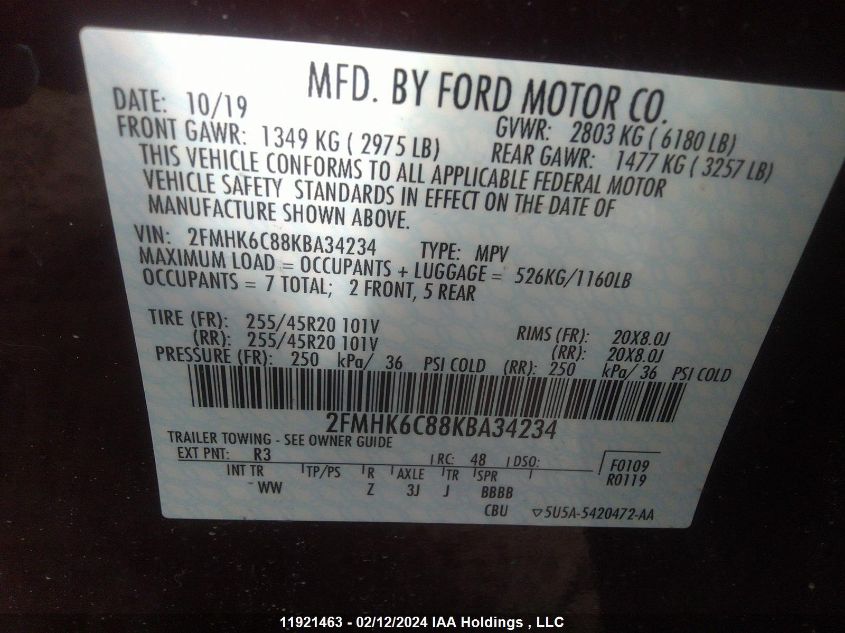 MFD. BY FORD MOTOR CO.
DATE: 10/19 GVWR: 2803 KG ( 6180 LB)
FRONT GAWR: 1349 KG ( 2975 LB) REAR GAWR: 1477 KG ( 3257 LB)
THIS VEHICLE CONFORMS TO ALL APPLICABLE FEDERAL MOTOR
VEHICLE SAFETY STANDARDS IN EFFECT ON THE DATE OF
MANUFACTURE SHOWN ABOVE.
VIN: 2FMHK6C88KBA34234 TYPE: MPV
MAXIMUM LOAD = OCCUPANTS + LUGGAGE = 526KG/1160LB
OCCUPANTS = 7 TOTAL; 2 FRONT, 5 REAR
TIRE (FR): 255/45R20 101V RIMS (FR): 20X8.0J
(RR): 255/45R20 101V (RR): 20X8.0J
PRESSURE (FR): 250 kPa/ 36 PSI COLD (RR): 250 kPa/ 36 PSI COLD
2FMHK6C88KBA34234
TRAILER TOWING - SEE OWNER GUIDE
EXT PNT: R3 RC: 48 DSO: F0109
INT TR TP/PS R AXLE TR SPR R0119
WW Z 3J J BBBB
CBU ▽5U5A-5420472-AA
11921463 - 02/12/2024 IAA Holdings , LLC